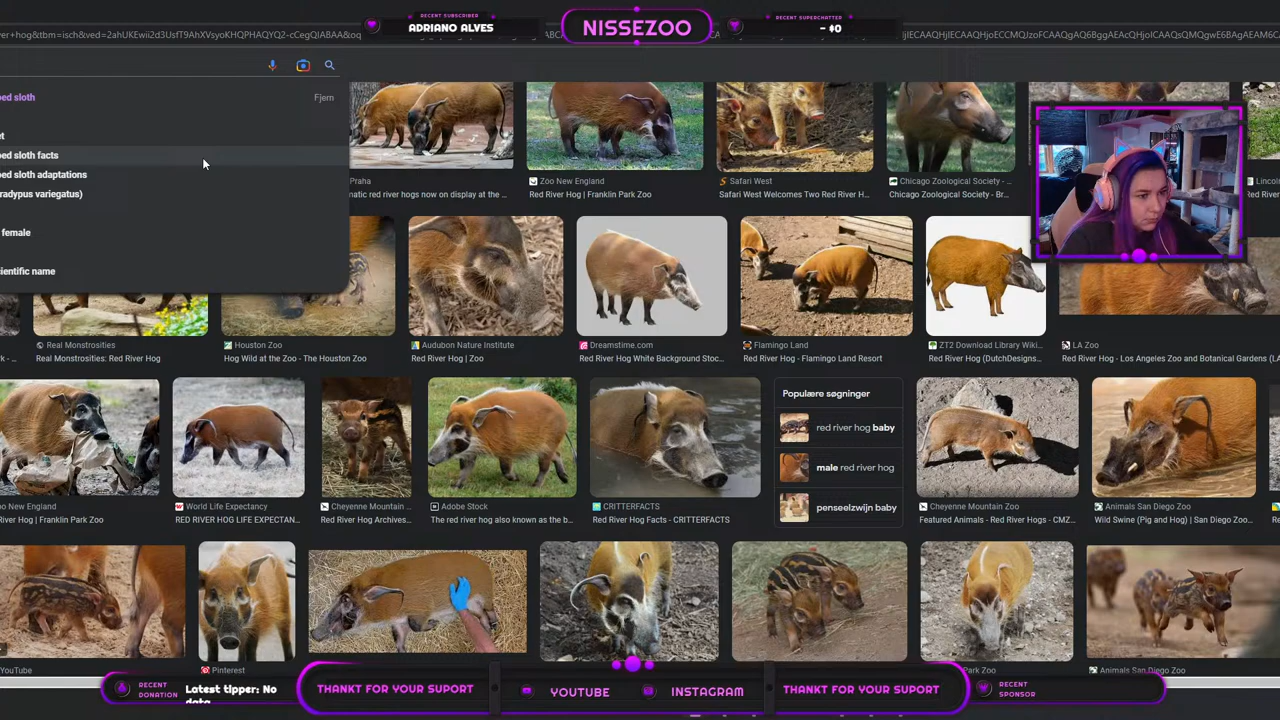 RECENT SUBSCRIBER
ADRIANO ALVES
NISSEZOO
RECENT SUPERCHATTER
- $0
ped sloth
Fjern
et
ped sloth facts
ped sloth adaptations
radypus variegatus)
female
cientific name
Praha
matic red river hogs now on display at the ...
Zoo New England
Red River Hog | Franklin Park Zoo
Safari West
Safari West Welcomes Two Red River H...
Chicago Zoological Society - ...
Chicago Zoological Society - Br...
Lincoln
Real Monstrosities
Real Monstrosities: Red River Hog
Houston Zoo
Hog Wild at the Zoo - The Houston Zoo
Audubon Nature Institute
Red River Hog | Zoo
Dreamstime.com
Red River Hog White Background Stoc...
Flamingo Land
Red River Hog - Flamingo Land Resort
ZT2 Download Library Wiki...
Red River Hog (DutchDesigns...
LA Zoo
Red River Hog - Los Angeles Zoo and Botanical Gardens (LA
Populære søgninger
red river hog baby
male red river hog
penseelzwijn baby
oo New England
River Hog | Franklin Park Zoo
World Life Expectancy
RED RIVER HOG LIFE EXPECTAN...
Cheyenne Mountain ...
Red River Hog Archives...
Adobe Stock
The red river hog also known as the b...
CRITTERFACTS
Red River Hog Facts - CRITTERFACTS
Cheyenne Mountain Zoo
Featured Animals - Red River Hogs - CMZ...
Animals San Diego Zoo
Wild Swine (Pig and Hog) | San Diego Zoo...
YouTube
Pinterest
Park Zoo
Animals San Diego Zoo
RECENT
DONATION
Latest tipper: No
data
THANKT FOR YOUR SUPORT
YOUTUBE
INSTAGRAM
THANKT FOR YOUR SUPORT
RECENT
SPONSOR